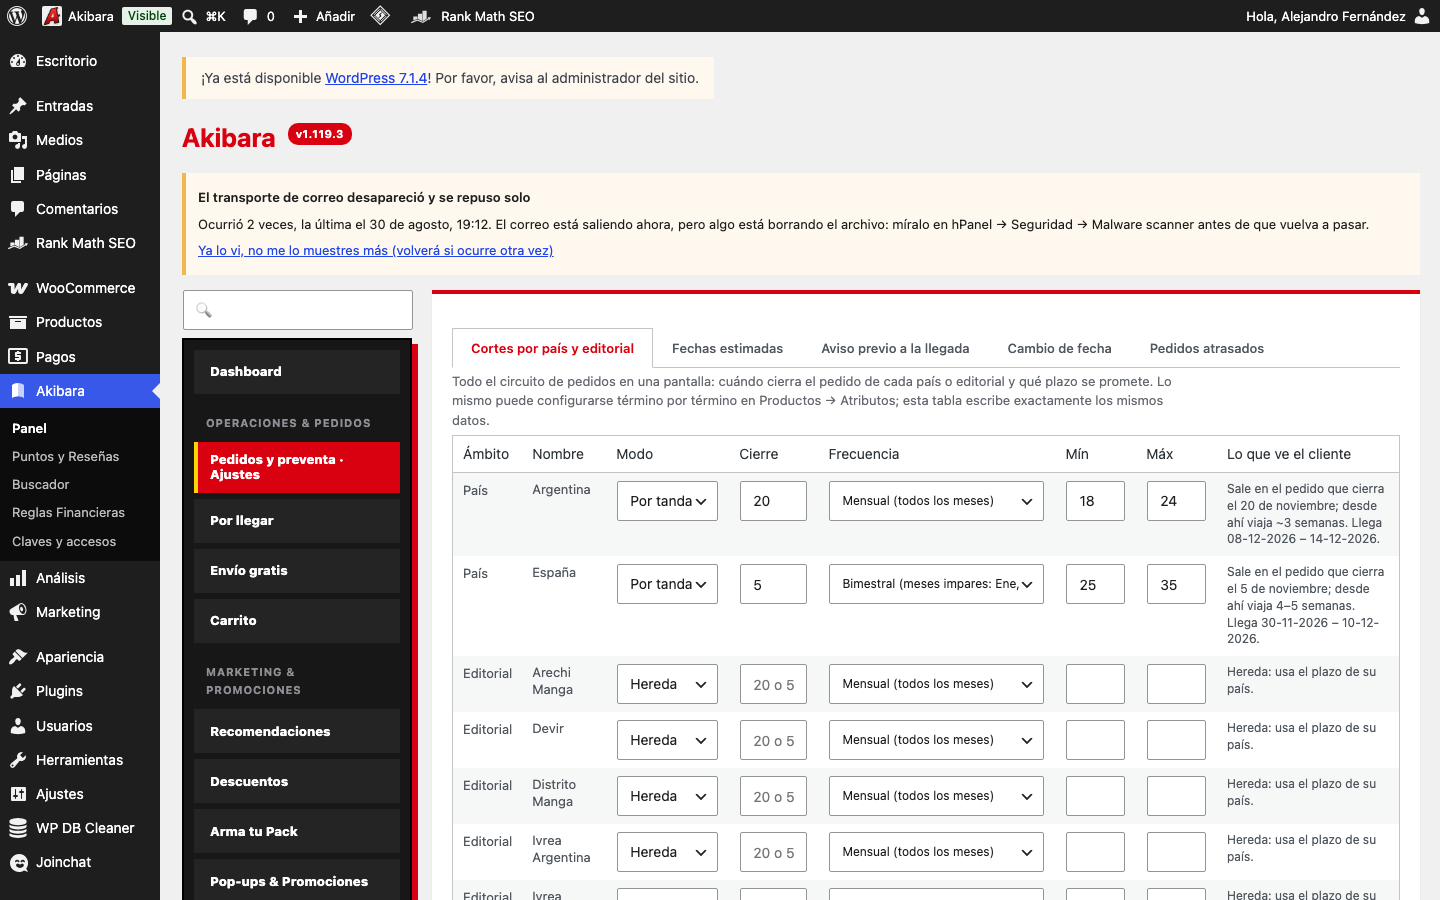 Akibara
Visible
⌘K
0
Añadir
Rank Math SEO
Hola, Alejandro Fernández
Escritorio
Entradas
Medios
Páginas
Comentarios
Rank Math SEO
WooCommerce
Productos
Pagos
Akibara
Panel
Puntos y Reseñas
Buscador
Reglas Financieras
Claves y accesos
Análisis
Marketing
Apariencia
Plugins
Usuarios
Herramientas
Ajustes
WP DB Cleaner
Joinchat
¡Ya está disponible WordPress 7.1.4! Por favor, avisa al administrador del sitio.
Akibara v1.119.3
El transporte de correo desapareció y se repuso solo
Ocurrió 2 veces, la última el 30 de agosto, 19:12. El correo está saliendo ahora, pero algo está borrando el archivo: míralo en hPanel → Seguridad → Malware scanner antes de que vuelva a pasar.
Ya lo vi, no me lo muestres más (volverá si ocurre otra vez)
Dashboard
OPERACIONES & PEDIDOS
Pedidos y preventa ·
Ajustes
Por llegar
Envío gratis
Carrito
MARKETING &
PROMOCIONES
Recomendaciones
Descuentos
Arma tu Pack
Pop-ups & Promociones
Cortes por país y editorial
Fechas estimadas
Aviso previo a la llegada
Cambio de fecha
Pedidos atrasados
Todo el circuito de pedidos en una pantalla: cuándo cierra el pedido de cada país o editorial y qué plazo se promete. Lo
mismo puede configurarse término por término en Productos → Atributos; esta tabla escribe exactamente los mismos
datos.
Ámbito Nombre Modo Cierre Frecuencia Mín Máx Lo que ve el cliente
País Argentina Por tanda 20 Mensual (todos los meses) 18 24
Sale en el pedido que cierra
el 20 de noviembre; desde
ahí viaja ~3 semanas. Llega
08-12-2026 – 14-12-2026.
País España Por tanda 5 Bimestral (meses impares: Ene, 25 35
Sale en el pedido que cierra
el 5 de noviembre; desde
ahí viaja 4–5 semanas.
Llega 30-11-2026 – 10-12-
2026.
Editorial Arechi
Manga Hereda 20 o 5 Mensual (todos los meses)
Hereda: usa el plazo de su
país.
Editorial Devir Hereda 20 o 5 Mensual (todos los meses)
Hereda: usa el plazo de su
país.
Editorial Distrito
Manga Hereda 20 o 5 Mensual (todos los meses)
Hereda: usa el plazo de su
país.
Editorial Ivrea
Argentina Hereda 20 o 5 Mensual (todos los meses)
Hereda: usa el plazo de su
país.
Editorial Ivrea
Hereda: usa el plazo de su